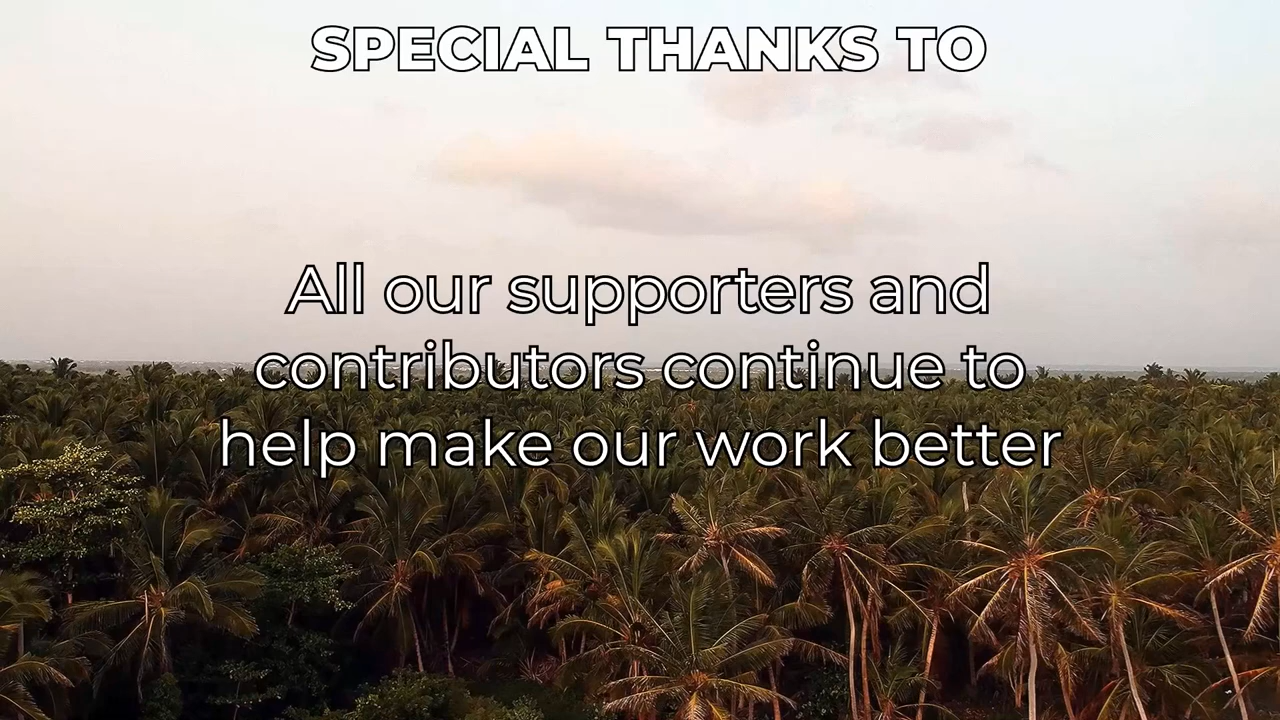 SPECIAL THANKS TO
All our supporters and
contributors continue to
help make our work better